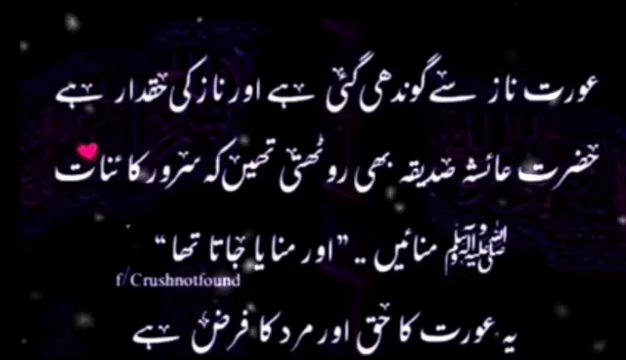 عورت ناز سے گوندھی گئی ہے اور ناز کی حقدار ہے
حضرت عائشہ صدیقہ بھی روٹھتی تھیں کہ سرور کائنات
ﷺ منائیں .. ”اور منایا جاتا تھا“
f/Crushnotfound
یہ عورت کا حق اور مرد کا فرض ہے